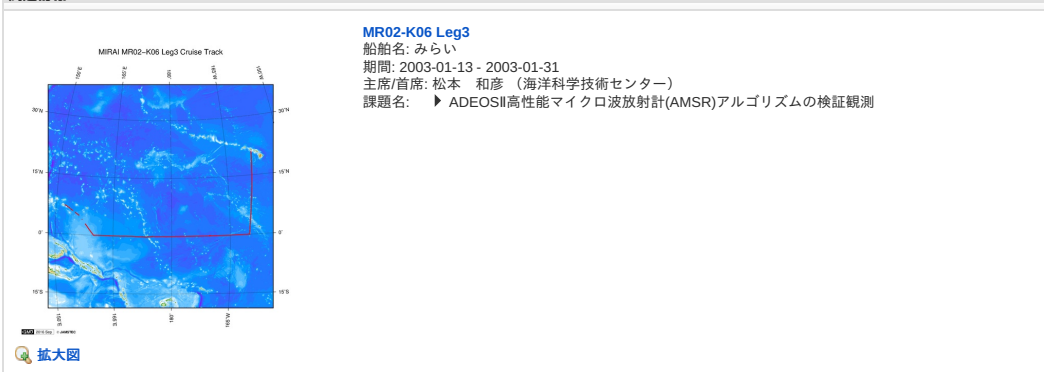 MR02-K06 Leg3
船舶名: みらい
期間: 2003-01-13 - 2003-01-31
主席/首席: 松本　和彦 （海洋科学技術センター）
課題名: ADEOSⅡ高性能マイクロ波放射計(AMSR)アルゴリズムの検証観測
MIRAI MR02−K06 Leg3 Cruise Track
30˚N 30˚N
15˚N 15˚N
0˚ 0˚
15˚S 15˚S
拡大図